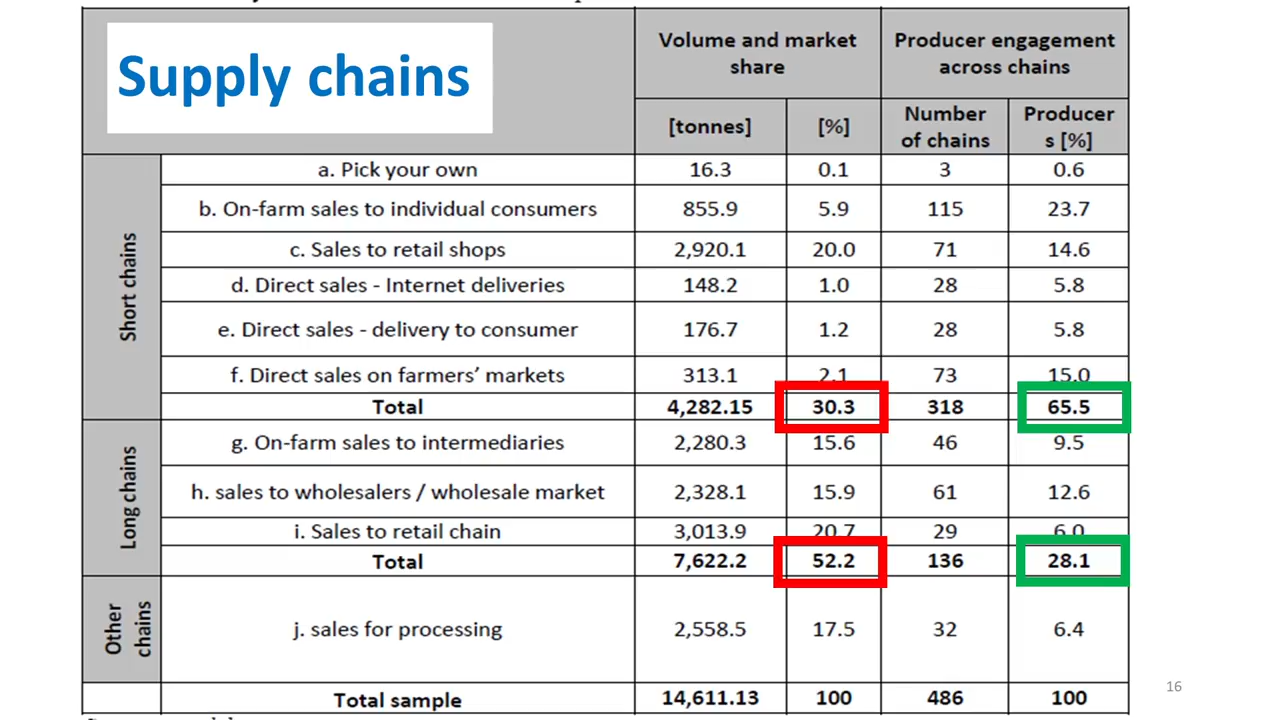 Supply chains
Volume and market
share
Producer engagement
across chains
[tonnes]
[%]
Number
of chains
Producer
s [%]
Short chains
a. Pick your own 16.3 0.1 3 0.6
b. On-farm sales to individual consumers 855.9 5.9 115 23.7
c. Sales to retail shops 2,920.1 20.0 71 14.6
d. Direct sales - Internet deliveries 148.2 1.0 28 5.8
e. Direct sales - delivery to consumer 176.7 1.2 28 5.8
f. Direct sales on farmers' markets 313.1 2.1 73 15.0
Total 4,282.15 30.3 318 65.5
Long chains
g. On-farm sales to intermediaries 2,280.3 15.6 46 9.5
h. sales to wholesalers / wholesale market 2,328.1 15.9 61 12.6
i. Sales to retail chain 3,013.9 20.7 29 6.0
Total 7,622.2 52.2 136 28.1
Other
chains
j. sales for processing 2,558.5 17.5 32 6.4
Total sample 14,611.13 100 486 100
16